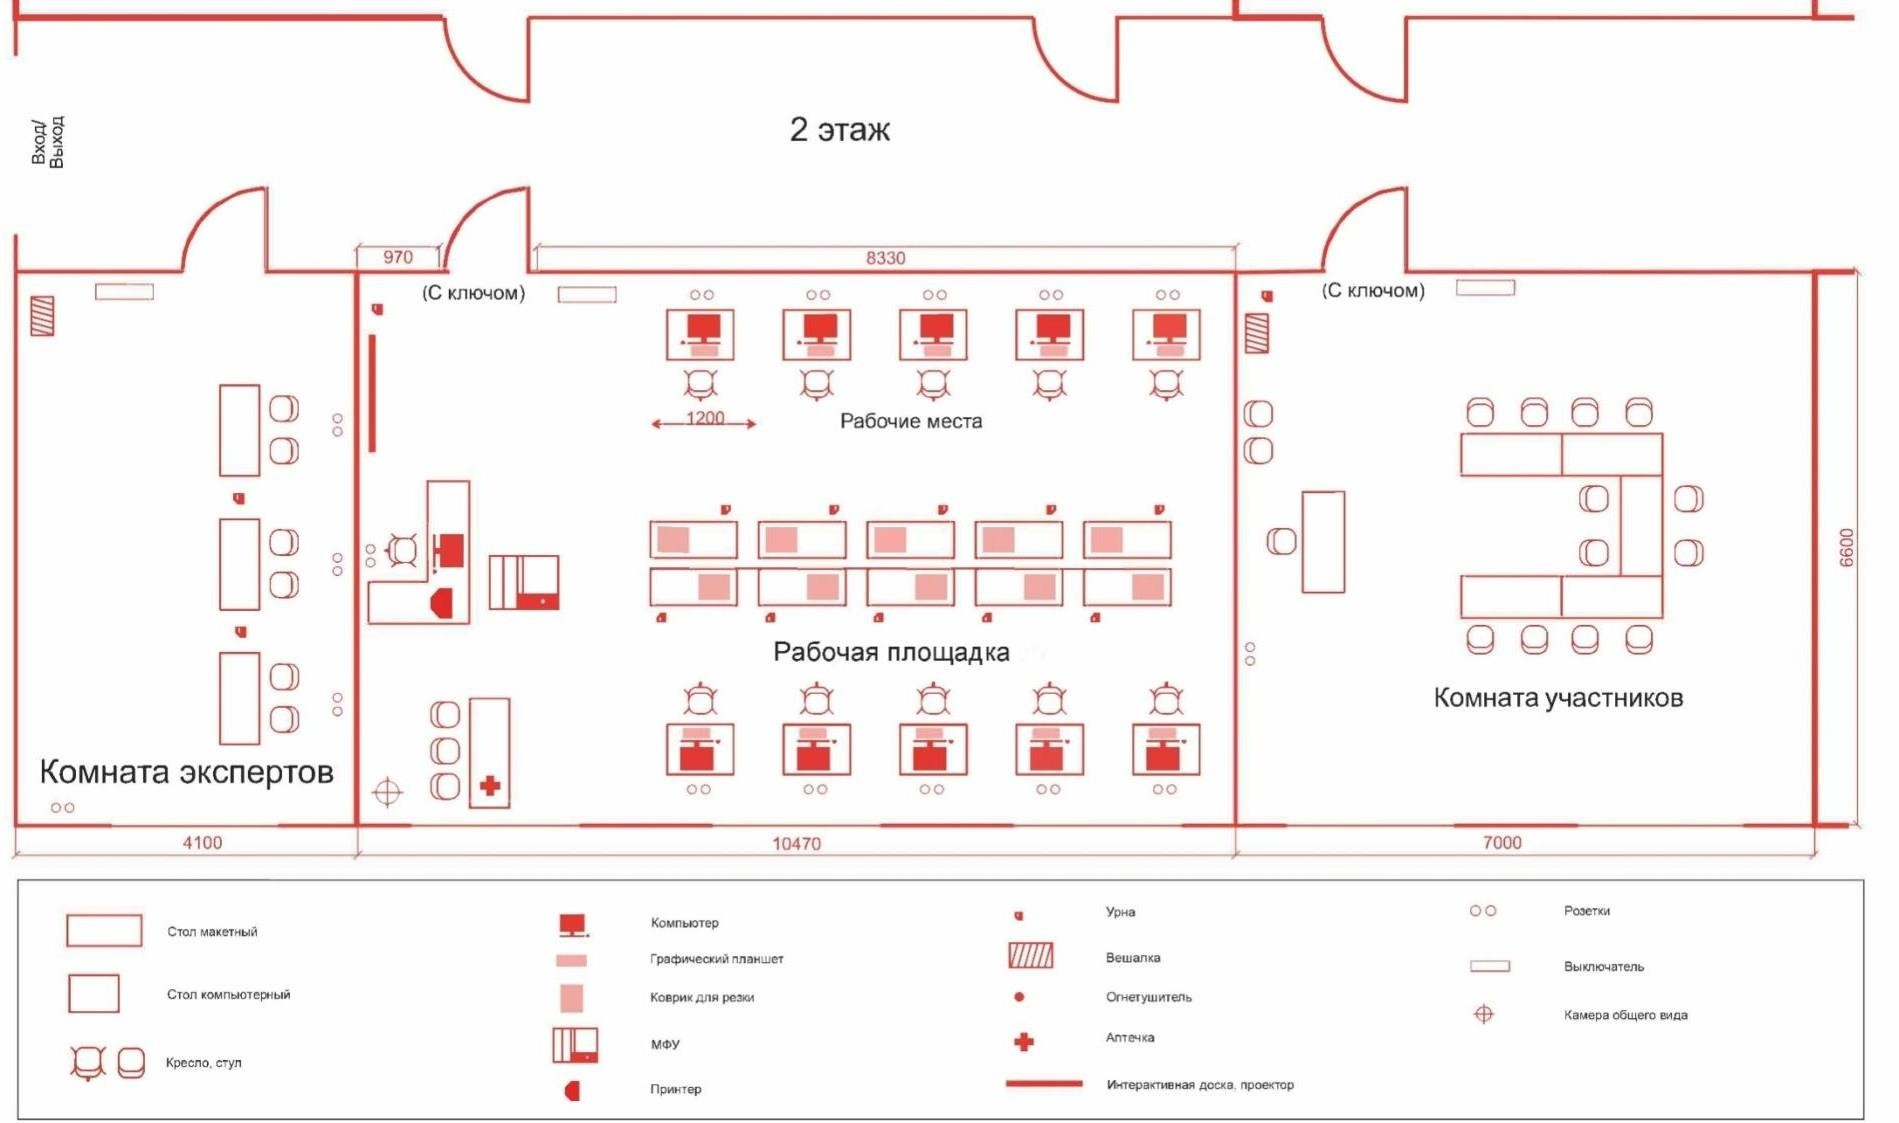 2 этаж
Вход/
Выход
970
8330
(С ключом)
(С ключом)
1200
Рабочие места
6600
Рабочая площадка
Комната участников
Комната экспертов
4100
10470
7000
Стол макетный
Стол компьютерный
Кресло, стул
Компьютер
Графический планшет
Коврик для резки
МФУ
Принтер
Урна
Вешалка
Огнетушитель
Аптечка
Интерактивная доска, проектор
Розетки
Выключатель
Камера общего вида